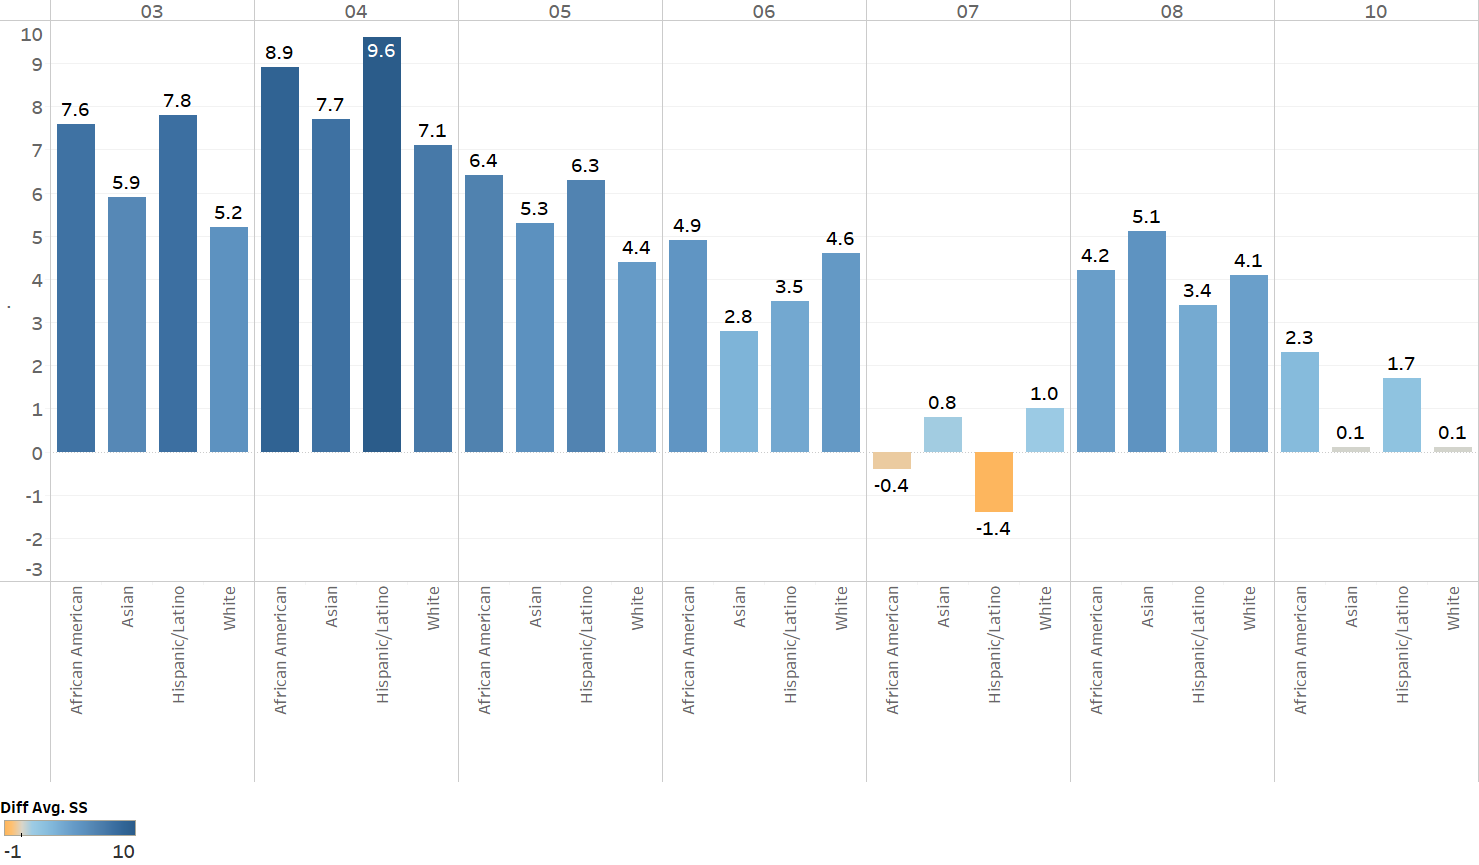 03 04 05 06 07 08 10
10
9
8
7
6
5
4
3
2
1
0
-1
-2
-3
7.6 5.9 7.8 5.2
8.9 7.7 9.6 7.1
6.4 5.3 6.3 4.4
4.9 2.8 3.5 4.6
-0.4 0.8 -1.4 1.0
4.2 5.1 3.4 4.1
2.3 0.1 1.7 0.1
African American
Asian
Hispanic/Latino
White
African American
Asian
Hispanic/Latino
White
African American
Asian
Hispanic/Latino
White
African American
Asian
Hispanic/Latino
White
African American
Asian
Hispanic/Latino
White
African American
Asian
Hispanic/Latino
White
African American
Asian
Hispanic/Latino
White
Diff Avg. SS
-1 10